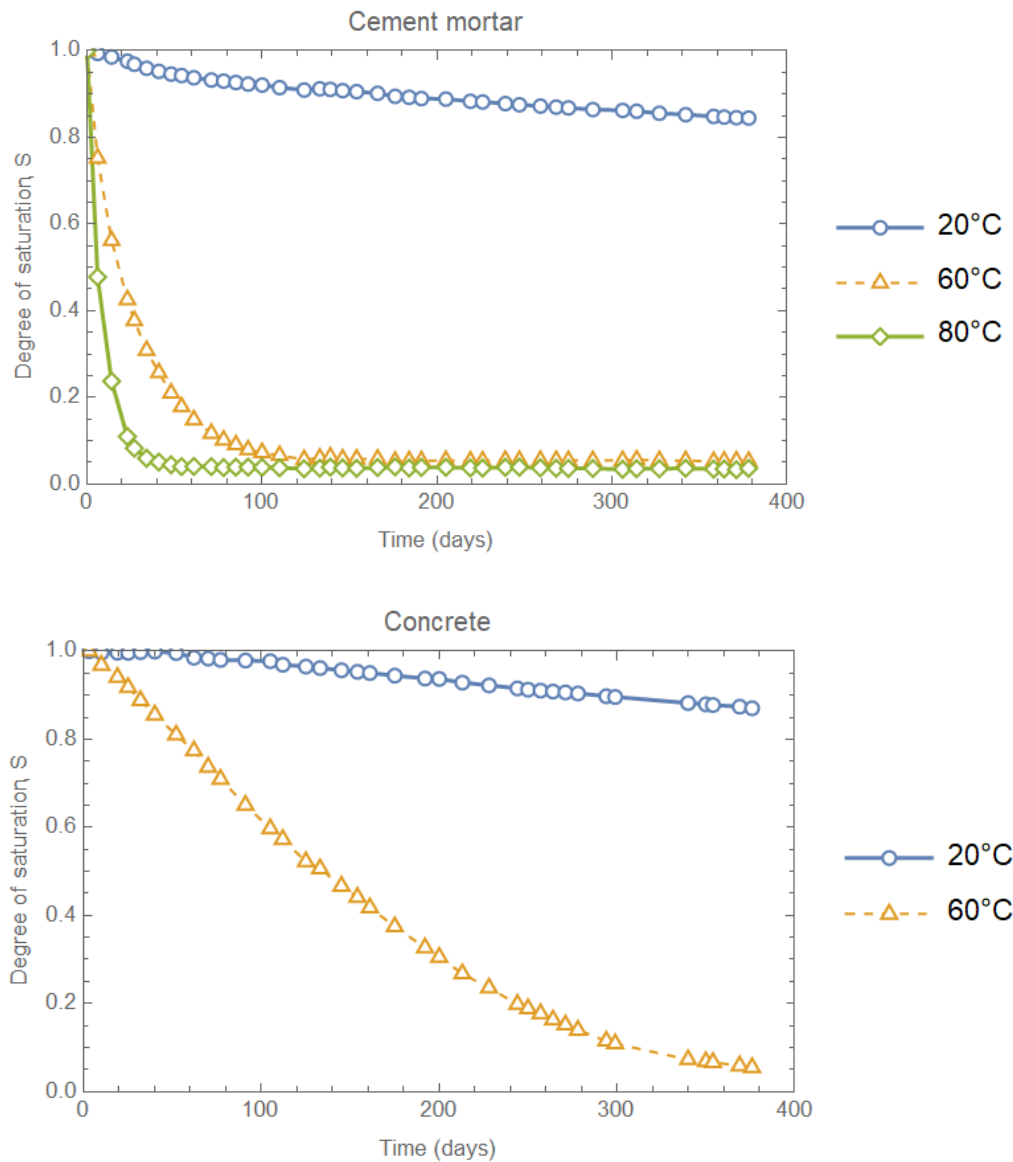 Cement mortar
1.0
0.8
0.6
0.4
0.2
0.0
Degree of saturation, S
0 100 200 300 400
Time (days)
20°C
60°C
80°C
Concrete
1.0
0.8
0.6
0.4
0.2
0.0
Degree of saturation, S
0 100 200 300 400
Time (days)
20°C
60°C